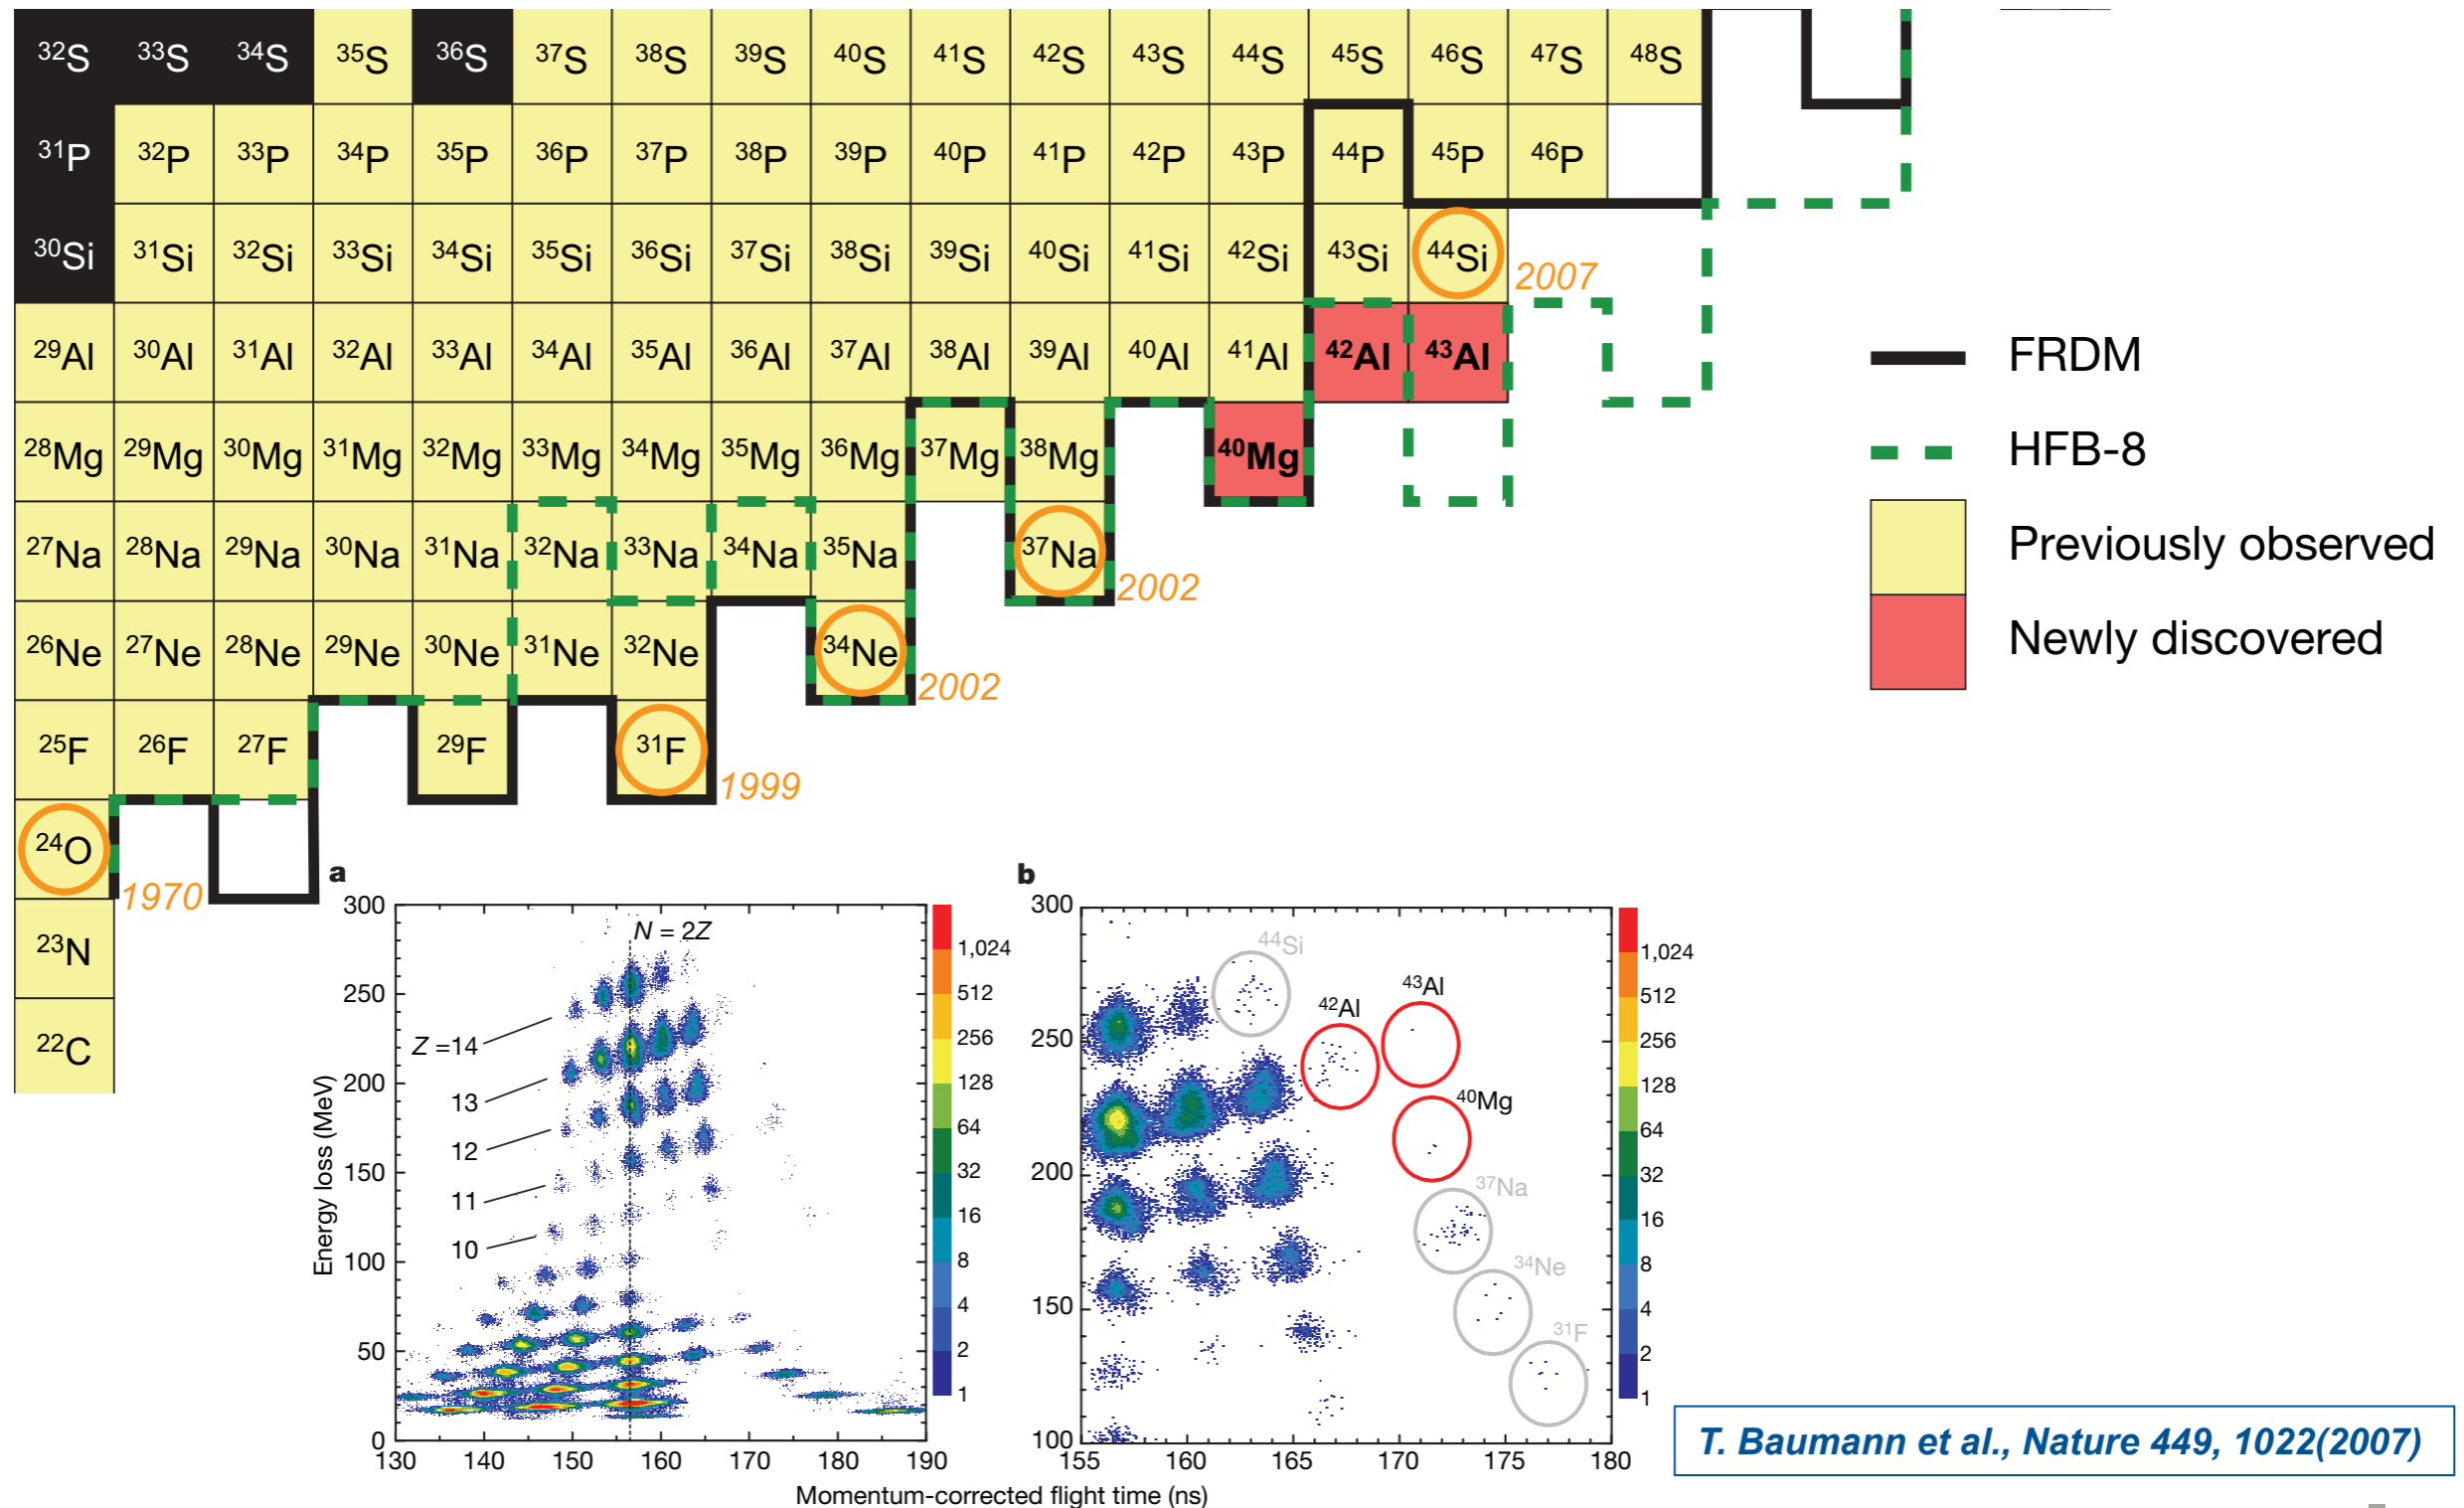 32S 33S 34S 35S 36S 37S 38S 39S 40S 41S 42S 43S 44S 45S 46S 47S 48S
31P 32P 33P 34P 35P 36P 37P 38P 39P 40P 41P 42P 43P 44P 45P 46P
30Si 31Si 32Si 33Si 34Si 35Si 36Si 37Si 38Si 39Si 40Si 41Si 42Si 43Si 44Si 2007
29Al 30Al 31Al 32Al 33Al 34Al 35Al 36Al 37Al 38Al 39Al 40Al 41Al 42Al 43Al
28Mg 29Mg 30Mg 31Mg 32Mg 33Mg 34Mg 35Mg 36Mg 37Mg 38Mg 40Mg
27Na 28Na 29Na 30Na 31Na 32Na 33Na 34Na 35Na 37Na 2002
26Ne 27Ne 28Ne 29Ne 30Ne 31Ne 32Ne 34Ne 2002
25F 26F 27F 29F 31F 1999
24O 1970
23N
22C
FRDM
HFB-8
Previously observed
Newly discovered
a
300
250
200
150
100
50
0
Energy loss (MeV)
N = 2Z
Z =14
13
12
11
10
130 140 150 160 170 180 190
1,024
512
256
128
64
32
16
8
4
2
1
b
300
250
200
150
100
44Si
43Al
42Al
40Mg
37Na
34Ne
31F
155 160 165 170 175 180
1,024
512
256
128
64
32
16
8
4
2
1
Momentum-corrected flight time (ns)
T. Baumann et al., Nature 449, 1022(2007)